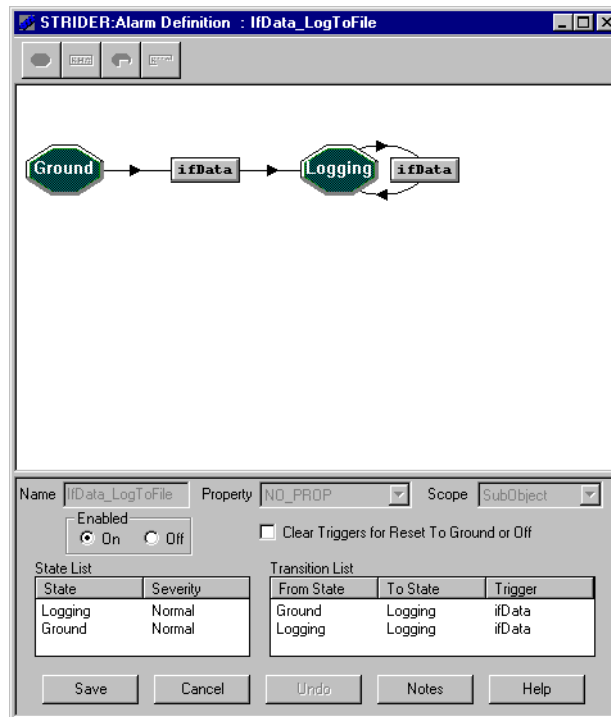 STRIDER:Alarm Definition : IfData_LogToFile
Ground ifData Logging ifData
Name IfData_LogToFile Property NO_PROP Scope SubObject
Enabled
On Off Clear Triggers for Reset To Ground or Off
State List Transition List
State Severity From State To State Trigger
Logging Normal Ground Logging ifData
Ground Normal Logging Logging ifData
Save Cancel Undo Notes Help